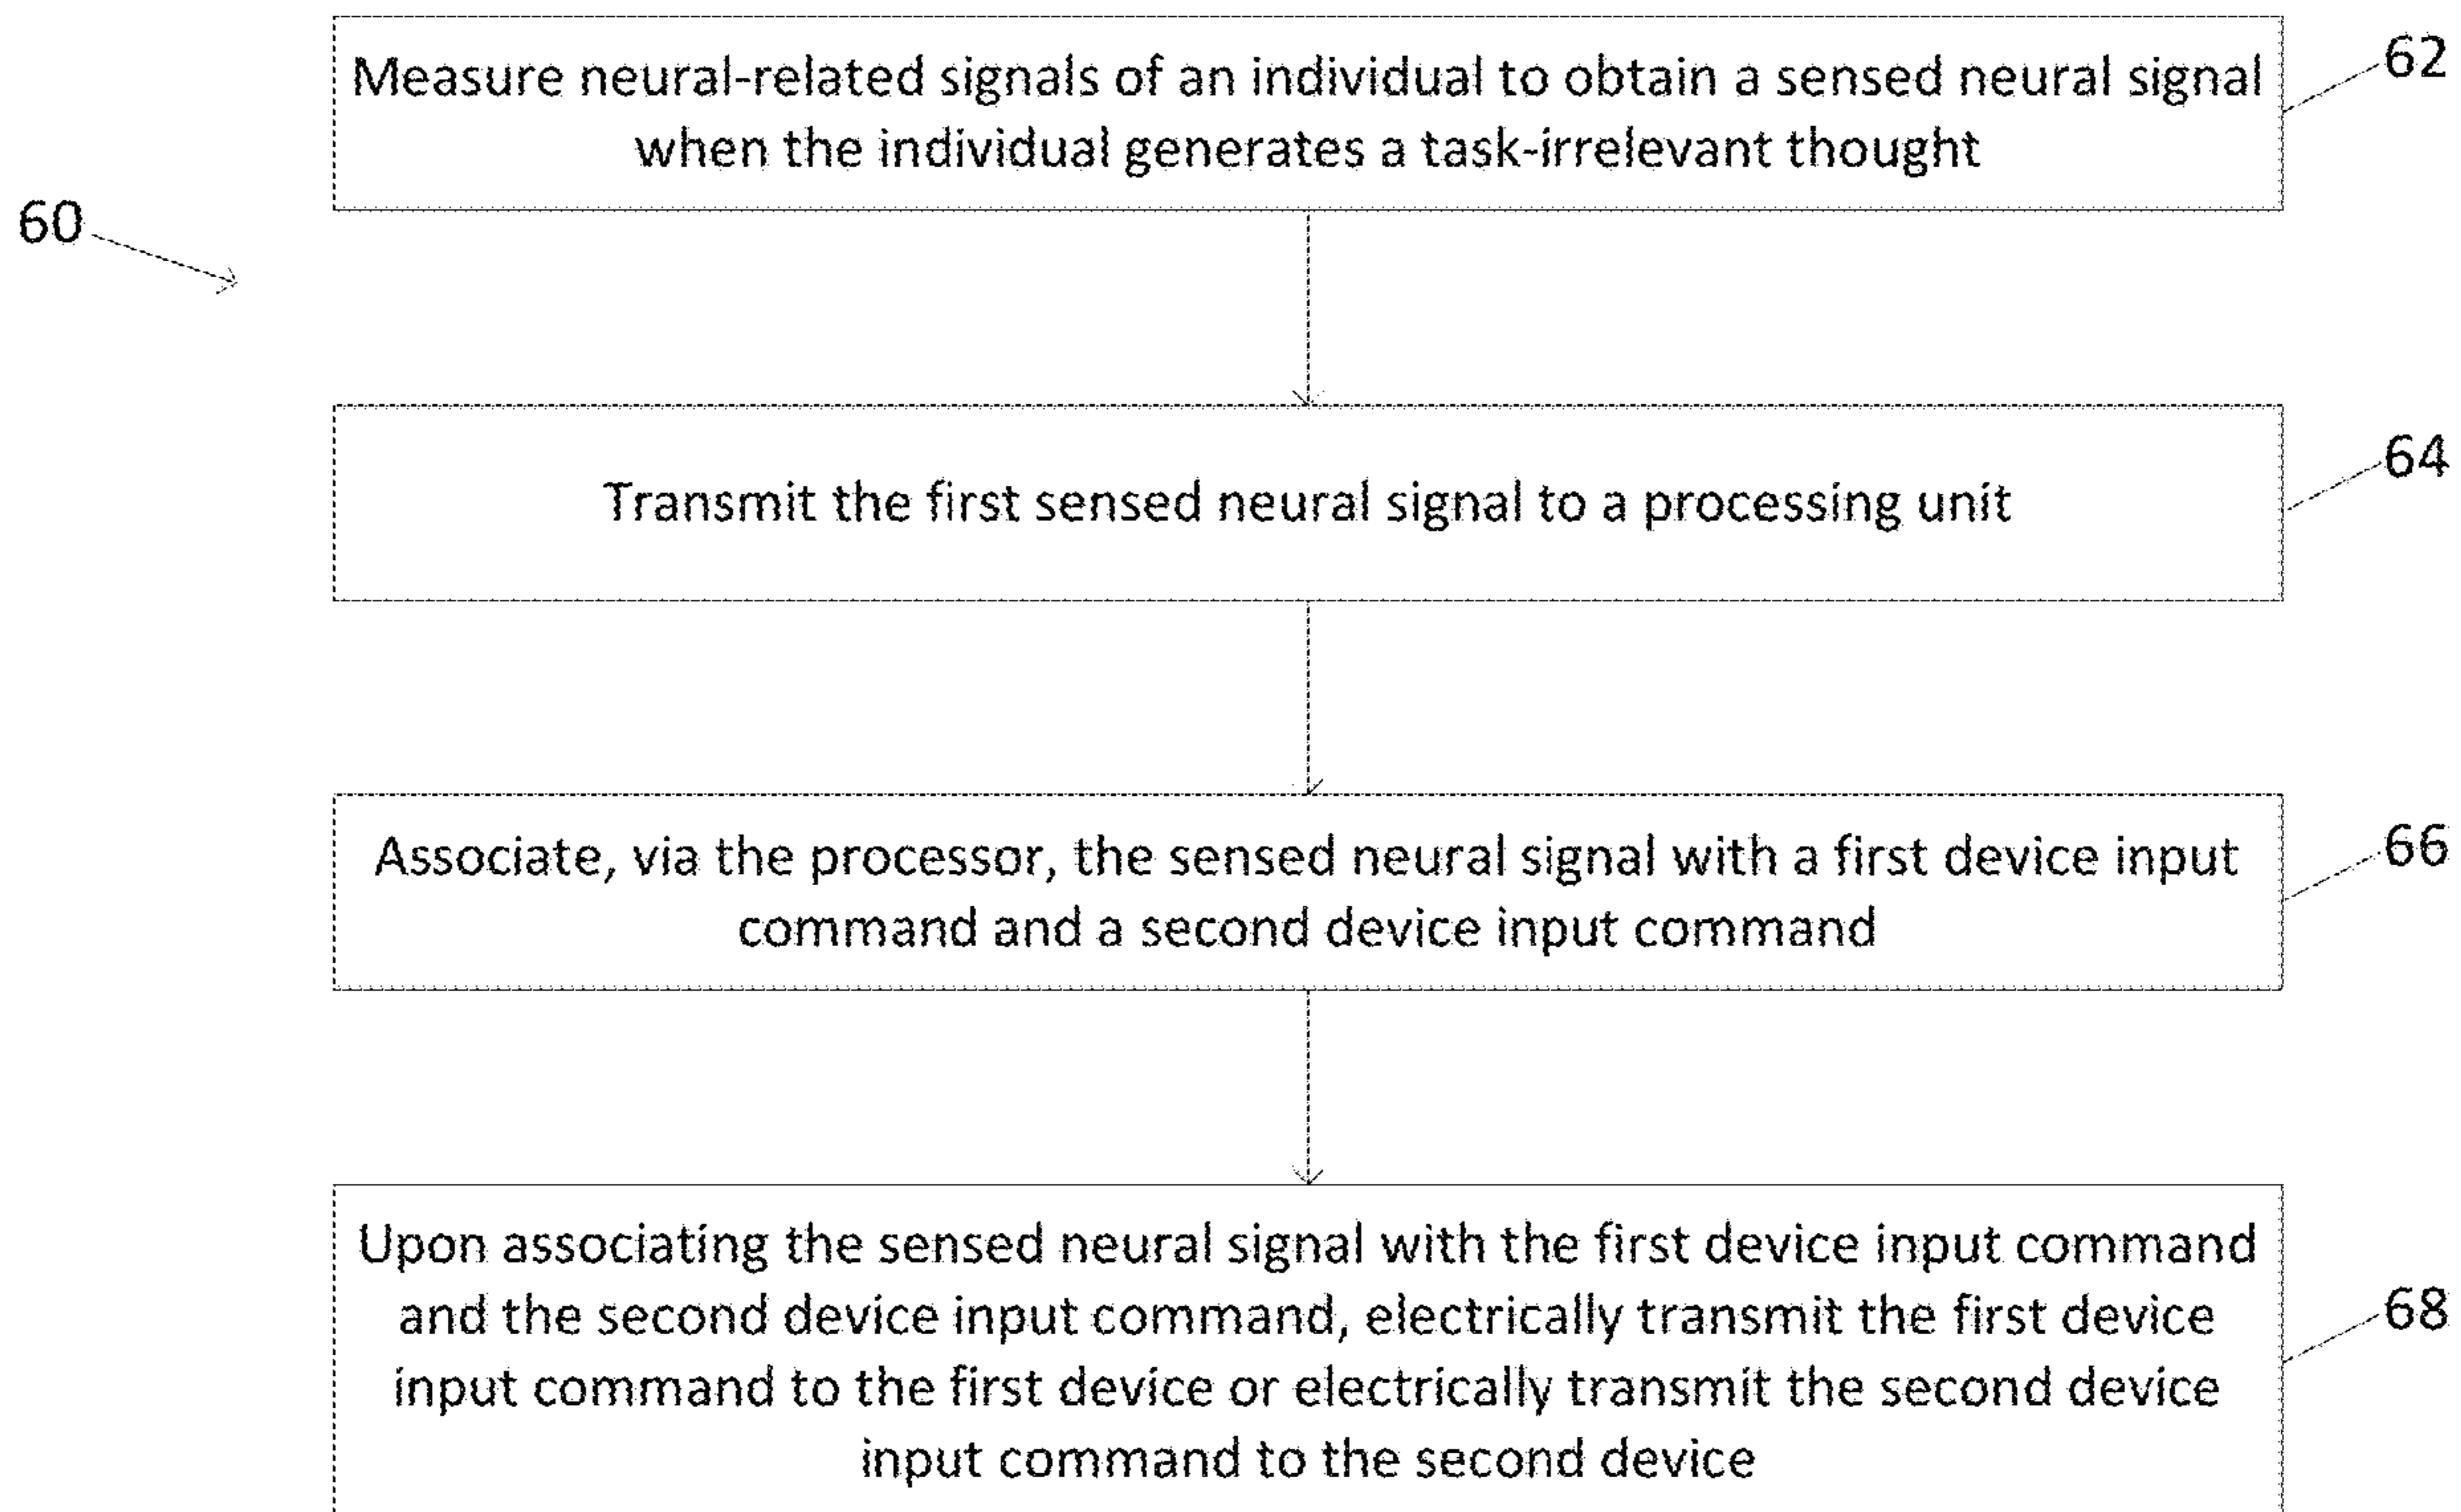 Measure neural-related signals of an individual to obtain a sensed neural signal
when the individual generates a task-irrelevant thought
62
60
Transmit the first sensed neural signal to a processing unit
64
Associate, via the processor, the sensed neural signal with a first device input
command and a second device input command
66
Upon associating the sensed neural signal with the first device input command
and the second device input command, electrically transmit the first device
input command to the first device or electrically transmit the second device
input command to the second device
68